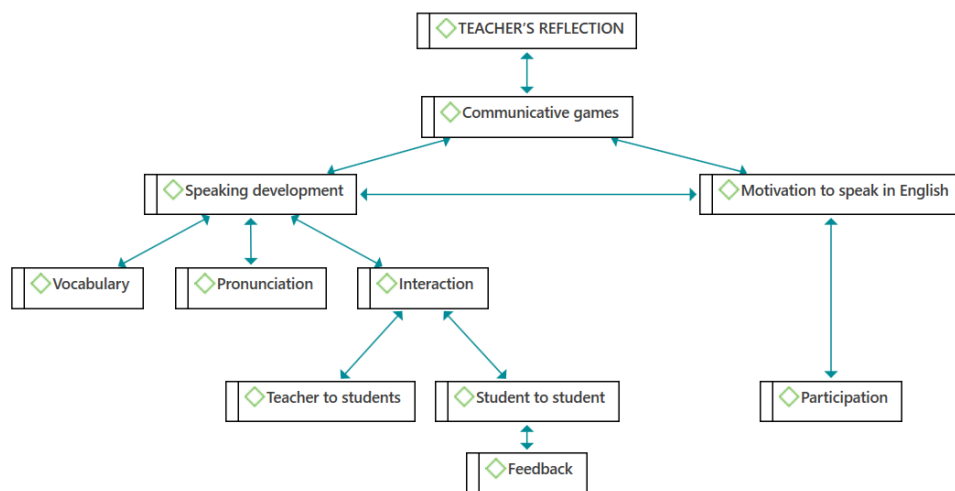 TEACHER'S REFLECTION
Communicative games
Speaking development
Motivation to speak in English
Vocabulary
Pronunciation
Interaction
Teacher to students
Student to student
Participation
Feedback